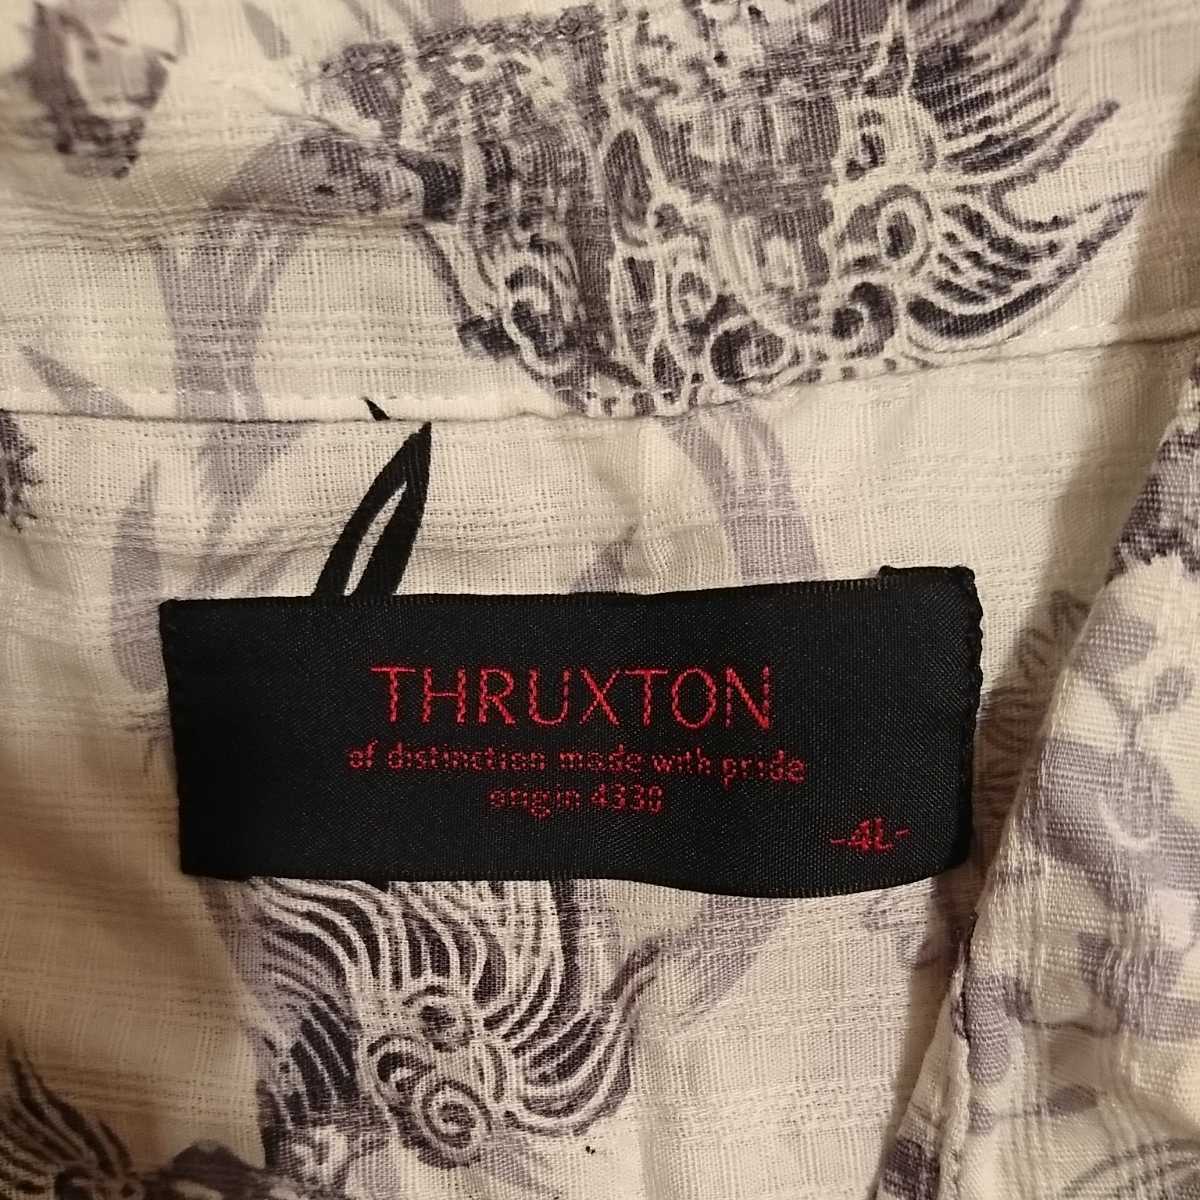 THRUXTON
of distinction made with pride
origin 4330
-4L-